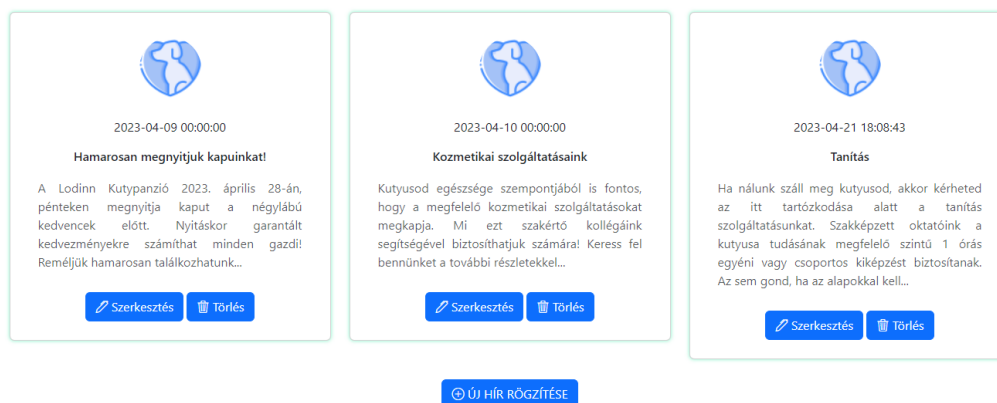 2023-04-09 00:00:00
Hamarosan megnyitjuk kapuinkat!
A Lodinn Kutypanzió 2023. április 28-án,
pénteken megnyitja kaput a négylábú
kedvencek előtt. Nyitáskor garantált
kedvezményekre számíthat minden gazdi!
Reméljük hamarosan találkozhatunk...
Szerkesztés Törlés
2023-04-10 00:00:00
Kozmetikai szolgáltatásaink
Kutyusod egészsége szempontjából is fontos,
hogy a megfelelő kozmetikai szolgáltatásokat
megkapja. Mi ezt szakértő kollégáink
segítségével biztosíthatjuk számára! Keress fel
bennünket a további részletekkel...
Szerkesztés Törlés
2023-04-21 18:08:43
Tanítás
Ha nálunk száll meg kutyusod, akkor kérheted
az itt tartózkodása alatt a tanítás
szolgáltatásunkat. Szakképzett oktatóink a
kutyusa tudásának megfelelő szintű 1 órás
egyéni vagy csoportos kiképzést biztosítanak.
Az sem gond, ha az alapokkal kell...
Szerkesztés Törlés
ÚJ HÍR RÖGZÍTÉSE